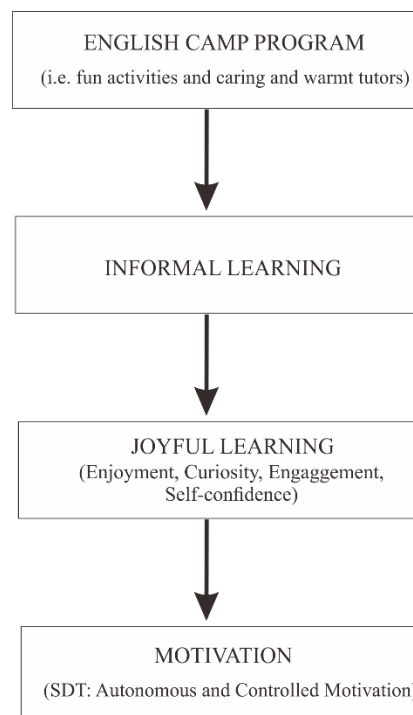 ENGLISH CAMP PROGRAM
(i.e. fun activities and caring and warmt tutors)
INFORMAL LEARNING
JOYFUL LEARNING
(Enjoyment, Curiosity, Engaggement,
Self-confidence)
MOTIVATION
(SDT: Autonomous and Controlled Motivation)